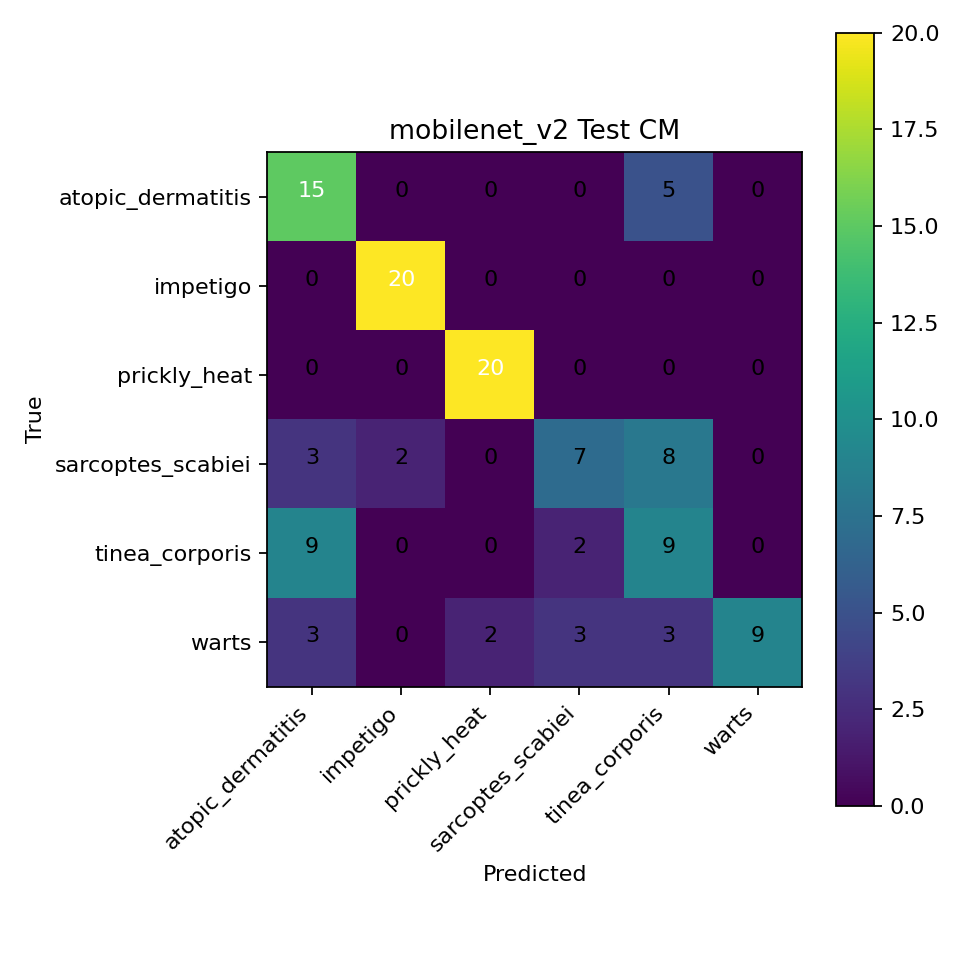 mobilenet_v2 Test CM
True
atopic_dermatitis 15 0 0 0 5 0
impetigo 0 20 0 0 0 0
prickly_heat 0 0 20 0 0 0
sarcoptes_scabiei 3 2 0 7 8 0
tinea_corporis 9 0 0 2 9 0
warts 3 0 2 3 3 9
atopic_dermatitis impetigo prickly_heat sarcoptes_scabiei tinea_corporis warts
Predicted
20.0
17.5
15.0
12.5
10.0
7.5
5.0
2.5
0.0